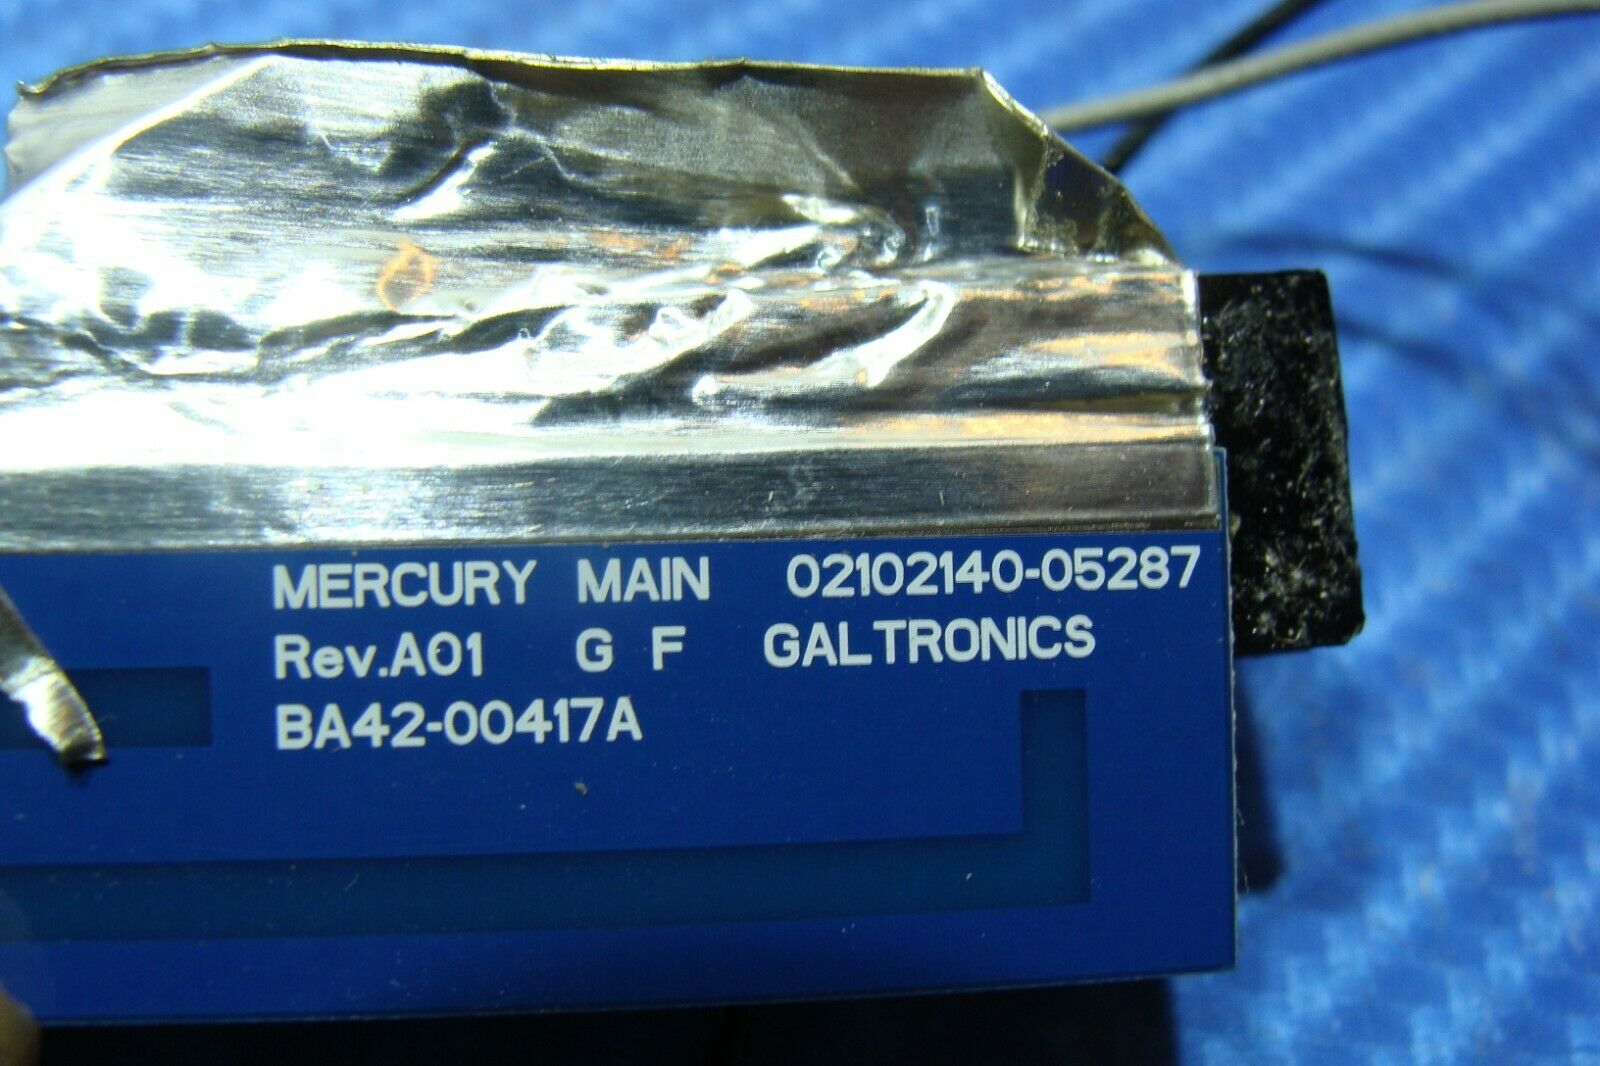 MERCURY MAIN 02102140-05287
Rev.A01 G F GALTRONICS
BA42-00417A